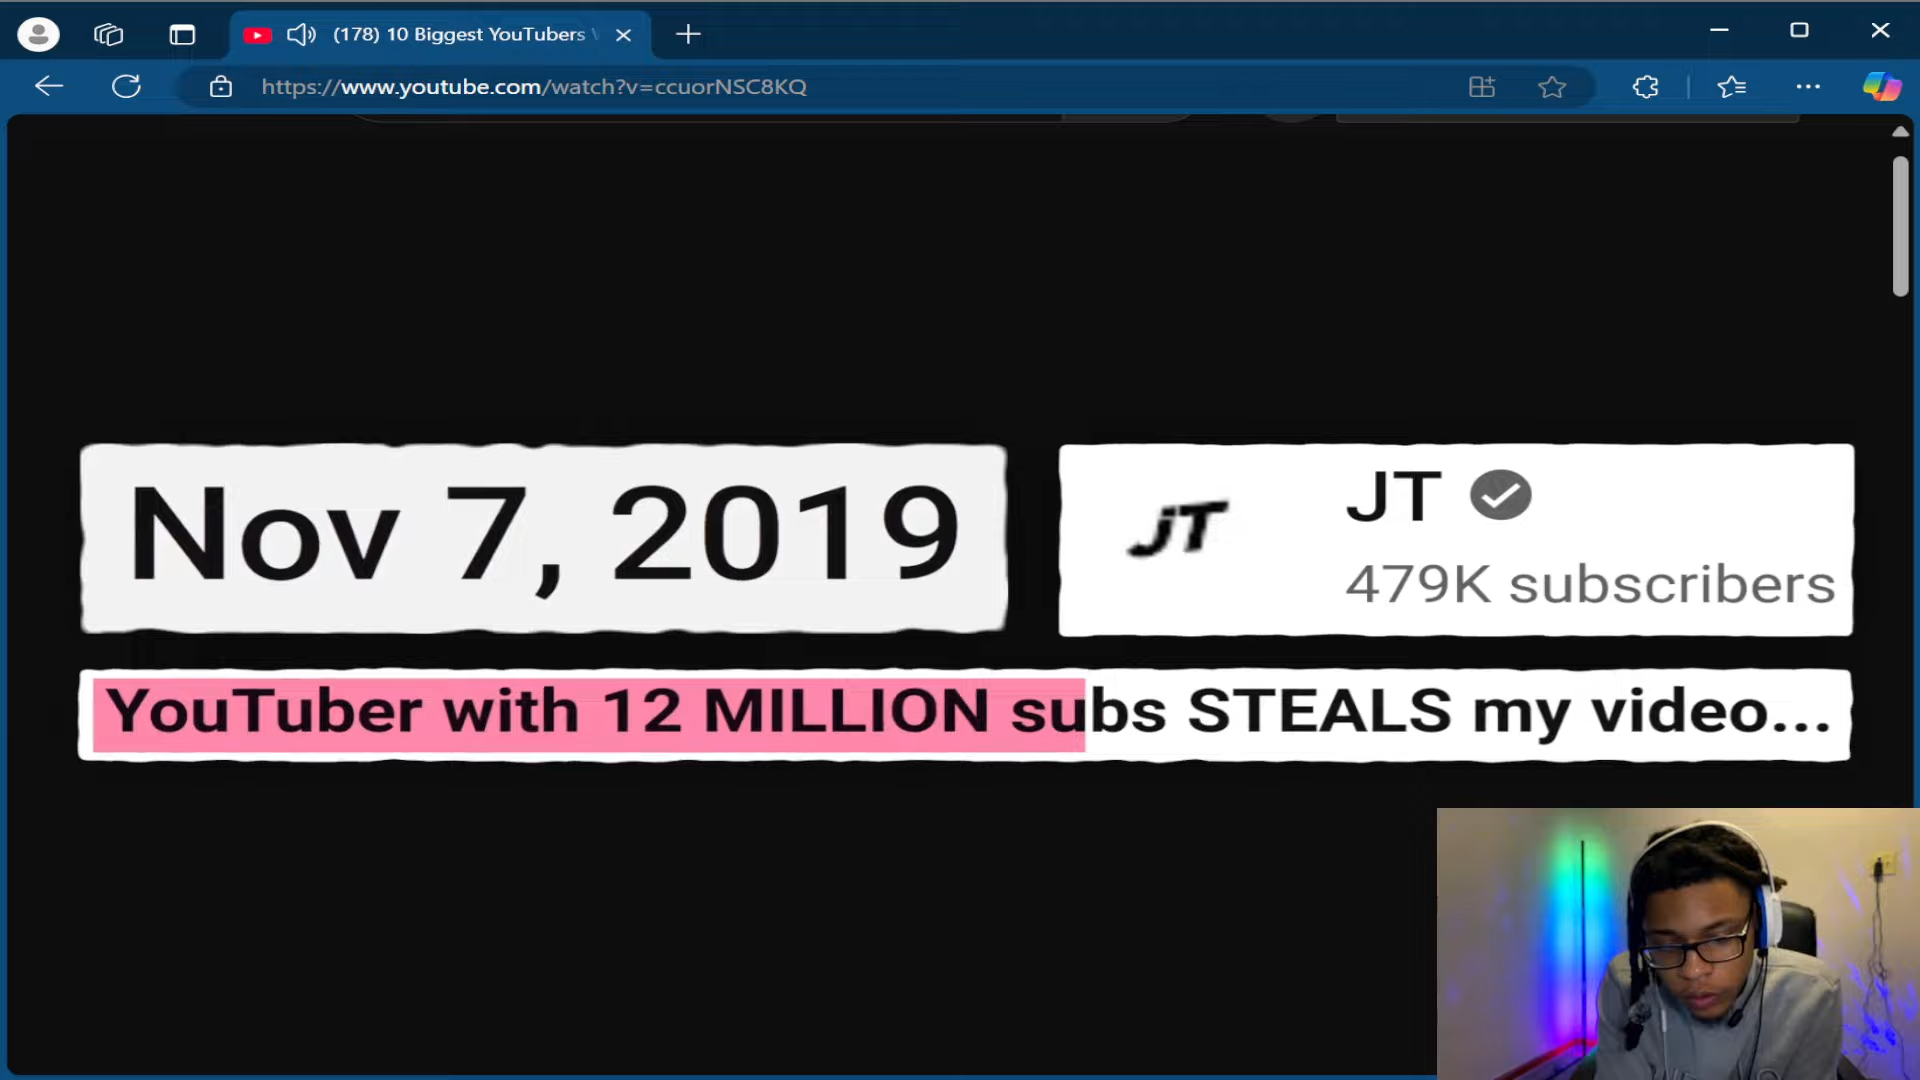 (178) 10 Biggest YouTubers
https://www.youtube.com/watch?v=ccuorNSC8KQ
Nov 7, 2019
JT
JT
479K subscribers
YouTuber with 12 MILLION subs STEALS my video...